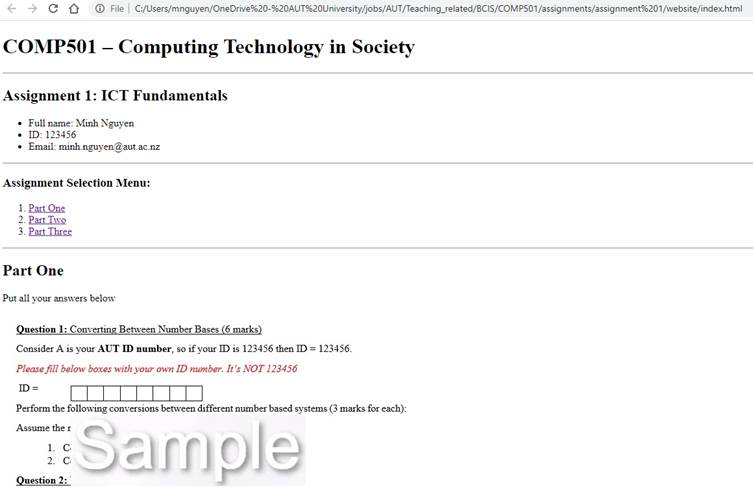 File | C:/Users/mnguyen/OneDrive%20-%20AUT%20University/jobs/AUT/Teaching_related/BCIS/COMP501/assignments/assignment%201/website/index.html
COMP501 – Computing Technology in Society
Assignment 1: ICT Fundamentals
• Full name: Minh Nguyen
• ID: 123456
• Email: minh.nguyen@aut.ac.nz
Assignment Selection Menu:
1. Part One
2. Part Two
3. Part Three
Part One
Put all your answers below
Question 1: Converting Between Number Bases (6 marks)
Consider A is your AUT ID number, so if your ID is 123456 then ID = 123456.
Please fill below boxes with your own ID number. It's NOT 123456
ID =
Perform the following conversions between different number based systems (3 marks for each):
Assume the
1.
2.
Sample
Question 2: